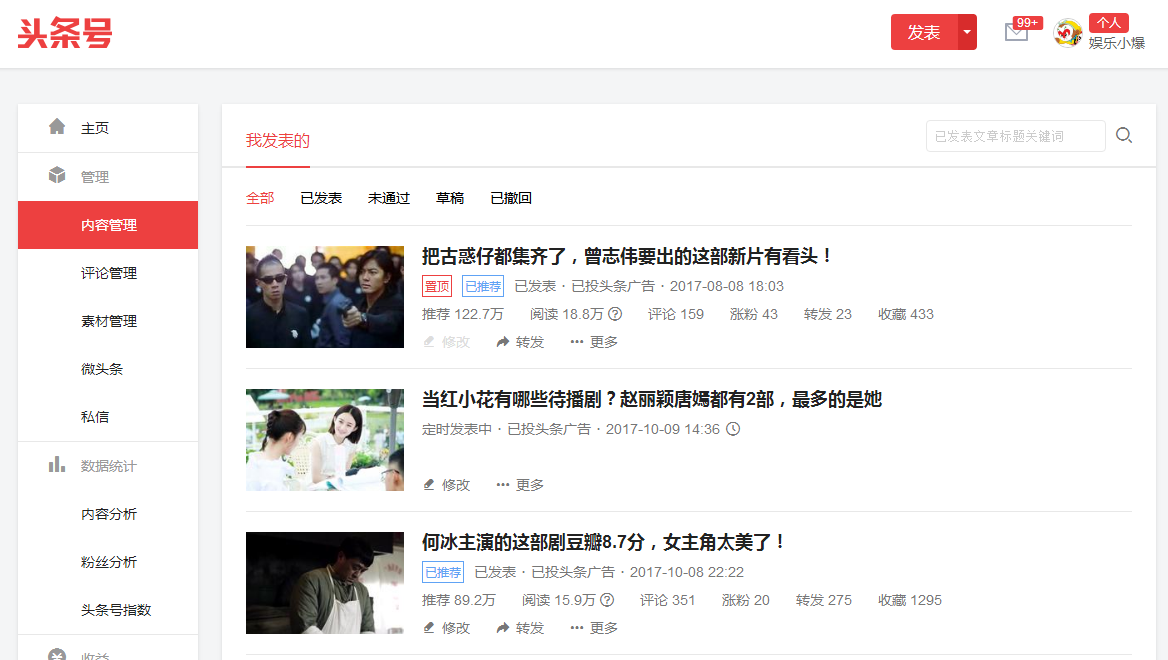 头条号
发表
99+
个人
娱乐小爆
主页
管理
内容管理
评论管理
素材管理
微头条
私信
数据统计
内容分析
粉丝分析
头条号指数
收益
我发表的
已发表文章标题关键词
全部 已发表 未通过 草稿 已撤回
把古惑仔都集齐了，曾志伟要出的这部新片有看头！
置顶 已推荐 已发表 · 已投头条广告 · 2017-08-08 18:03
推荐 122.7万 阅读 18.8万 ? 评论 159 涨粉 43 转发 23 收藏 433
修改 转发 ··· 更多
当红小花有哪些待播剧？赵丽颖唐嫣都有2部，最多的是她
定时发表中 · 已投头条广告 · 2017-10-09 14:36
修改 ··· 更多
何冰主演的这部剧豆瓣8.7分，女主角太美了！
已推荐 已发表 · 已投头条广告 · 2017-10-08 22:22
推荐 89.2万 阅读 15.9万 ? 评论 351 涨粉 20 转发 275 收藏 1295
修改 转发 ··· 更多